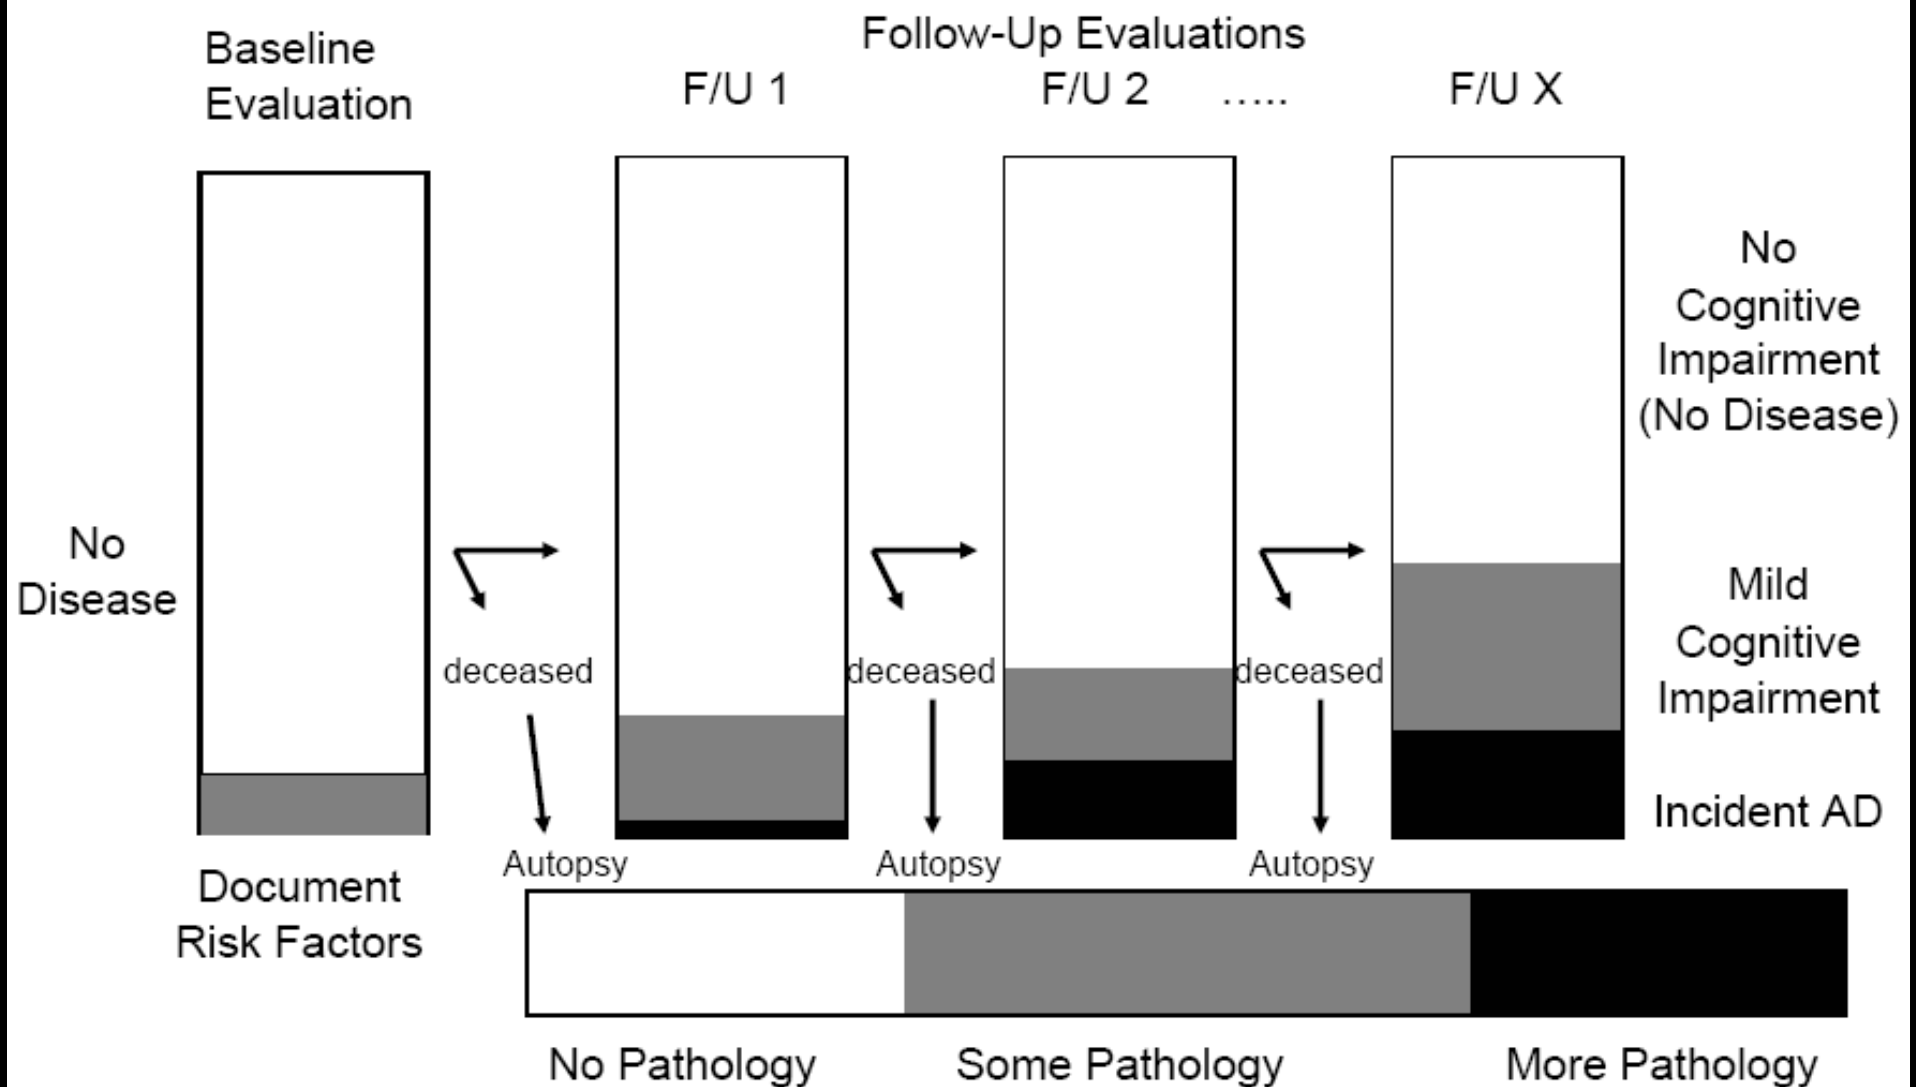 Baseline
Evaluation
Follow-Up Evaluations
F/U 1
F/U 2
.....
F/U X
No
Disease
No
Cognitive
Impairment
(No Disease)
Mild
Cognitive
Impairment
Incident AD
deceased
deceased
deceased
Autopsy
Autopsy
Autopsy
Document
Risk Factors
No Pathology
Some Pathology
More Pathology